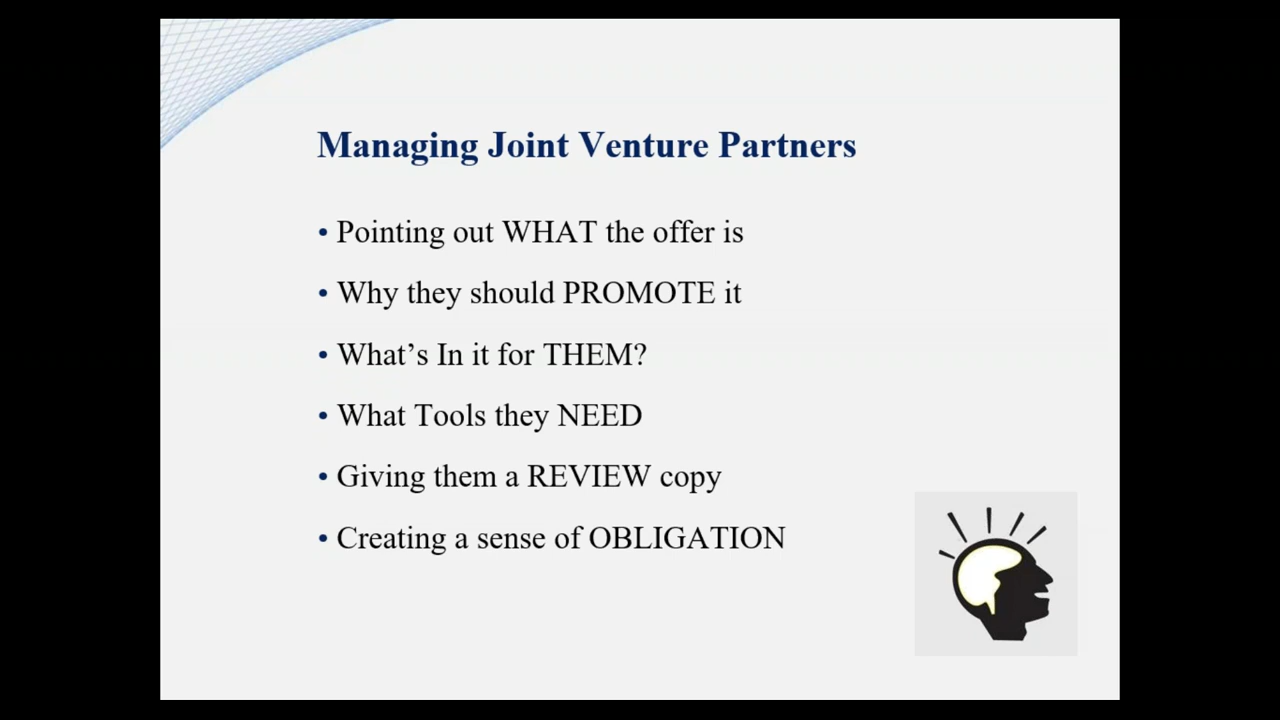 Managing Joint Venture Partners
• Pointing out WHAT the offer is
• Why they should PROMOTE it
• What’s In it for THEM?
• What Tools they NEED
• Giving them a REVIEW copy
• Creating a sense of OBLIGATION